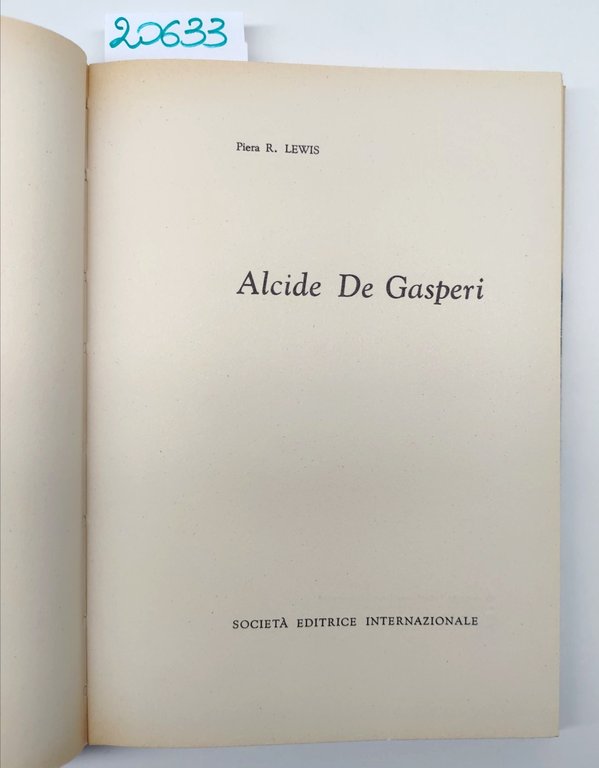 20633
Piera R. LEWIS
Alcide De Gasperi
SOCIETÀ EDITRICE INTERNAZIONALE